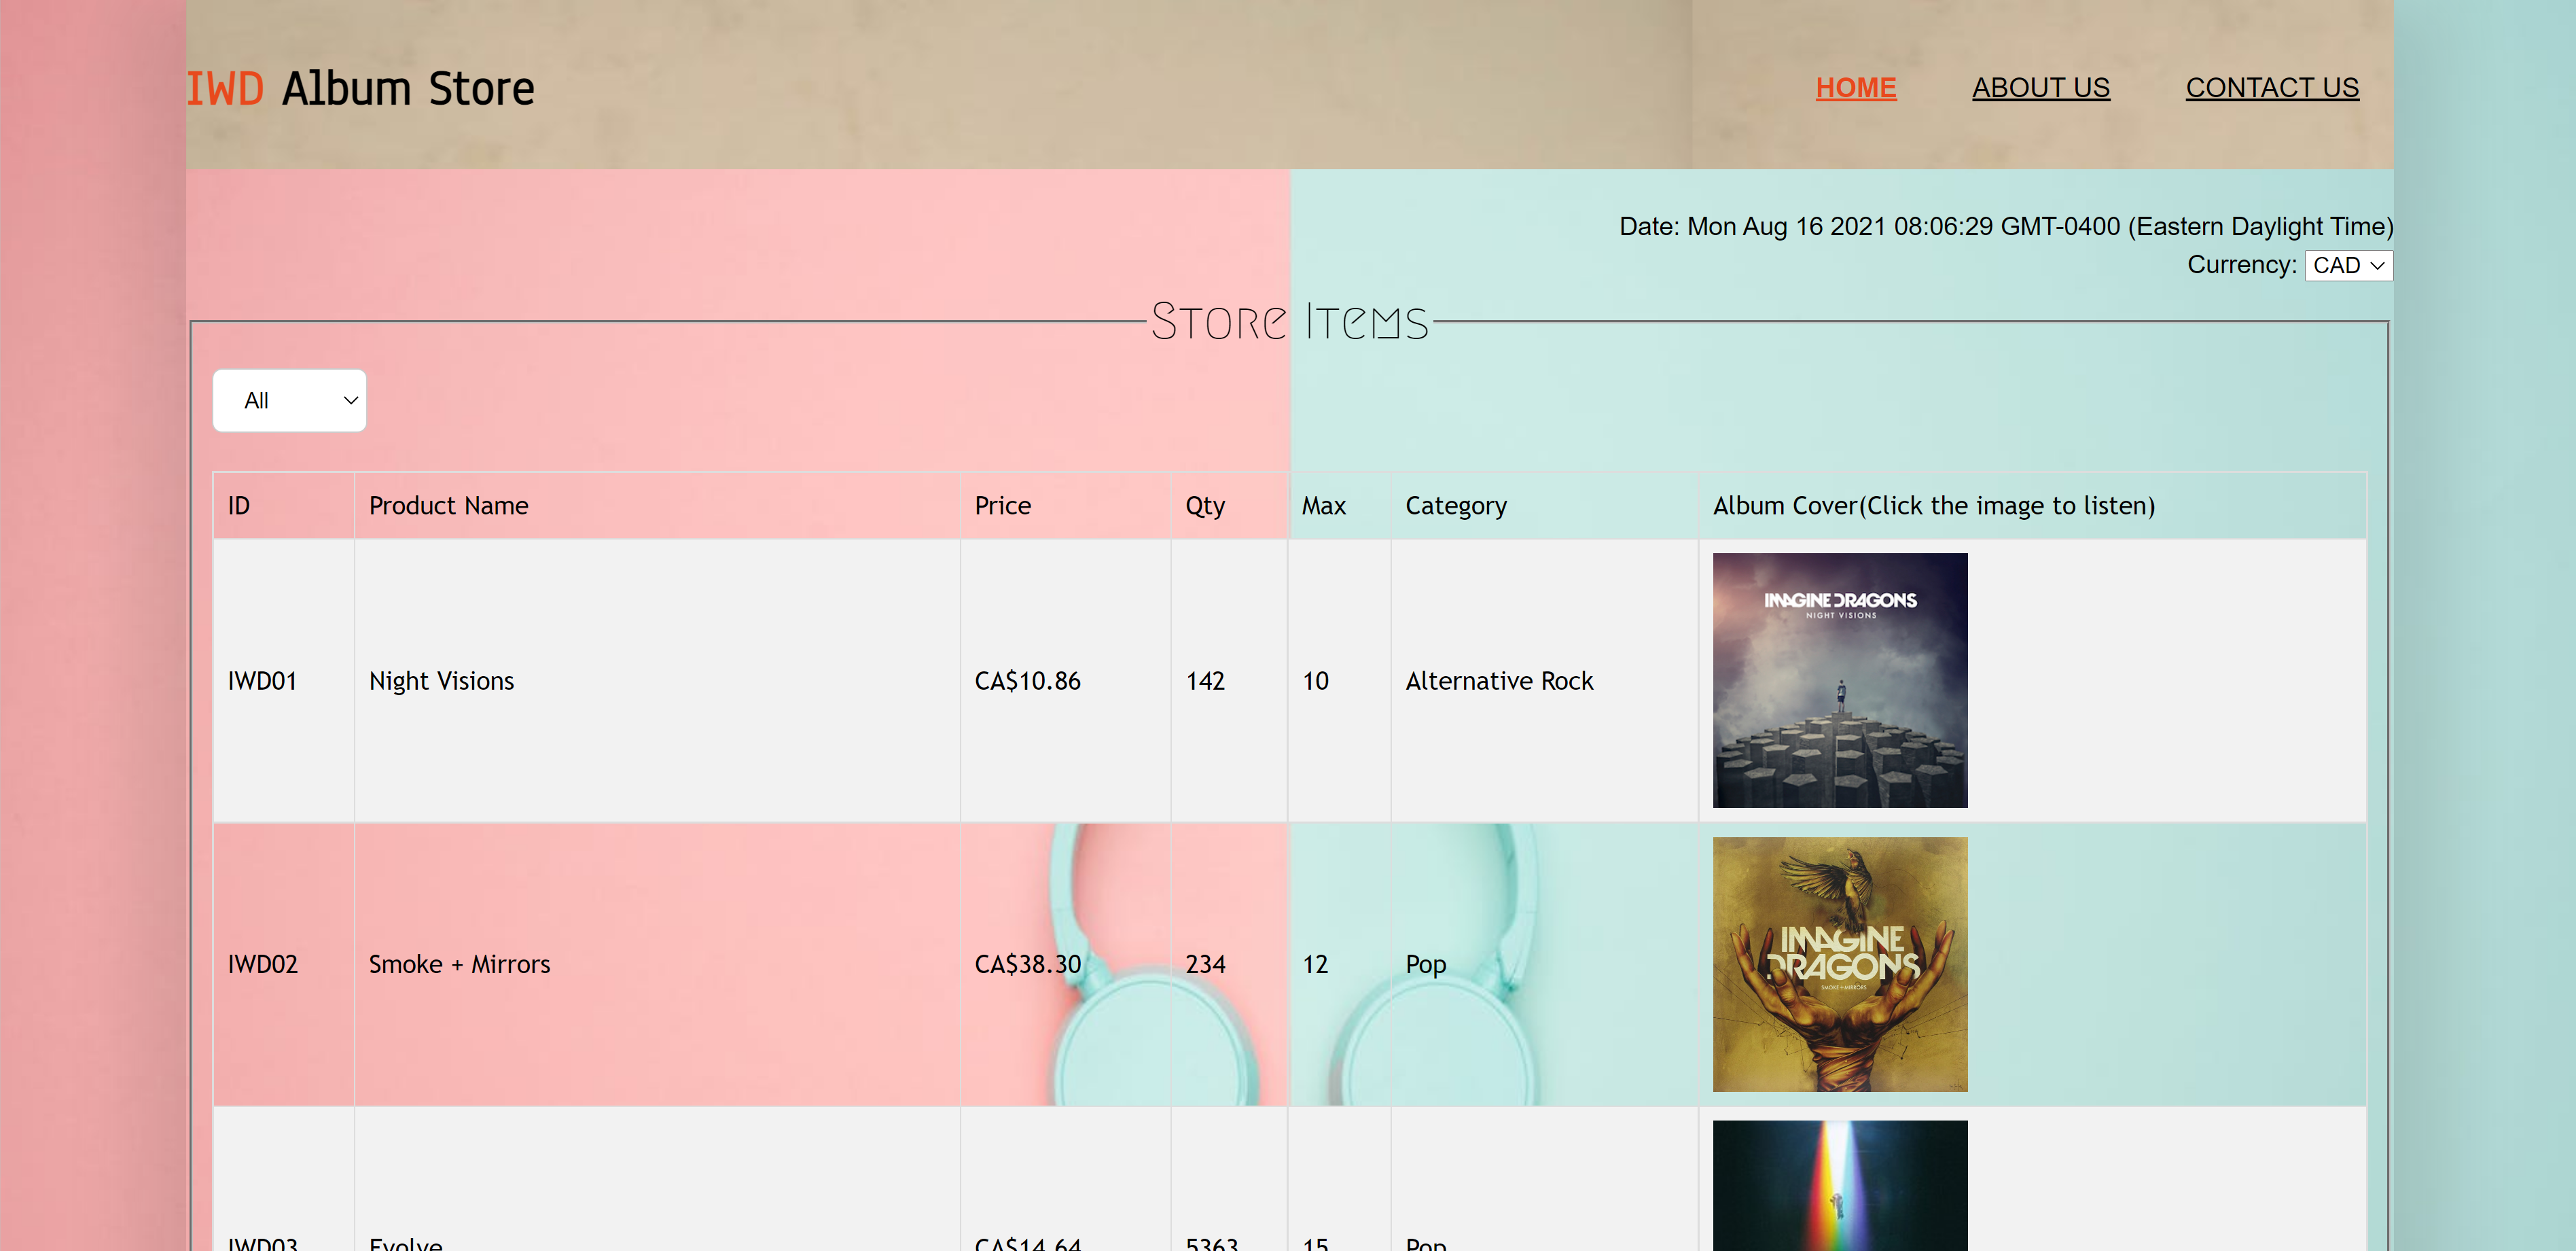 IWD Album Store
HOME ABOUT US CONTACT US
Date: Mon Aug 16 2021 08:06:29 GMT-0400 (Eastern Daylight Time)
Currency: CAD
Store Items
All
ID Product Name Price Qty Max Category Album Cover(Click the image to listen)
IMAGINE DRAGONS
NIGHT VISIONS
IWD01 Night Visions CA$10.86 142 10 Alternative Rock
IMAGINE
DRAGONS
SMOKE + MIRRORS
IWD02 Smoke + Mirrors CA$38.30 234 12 Pop
IWD03 Evolve CA$14.64 5363 15 Pop